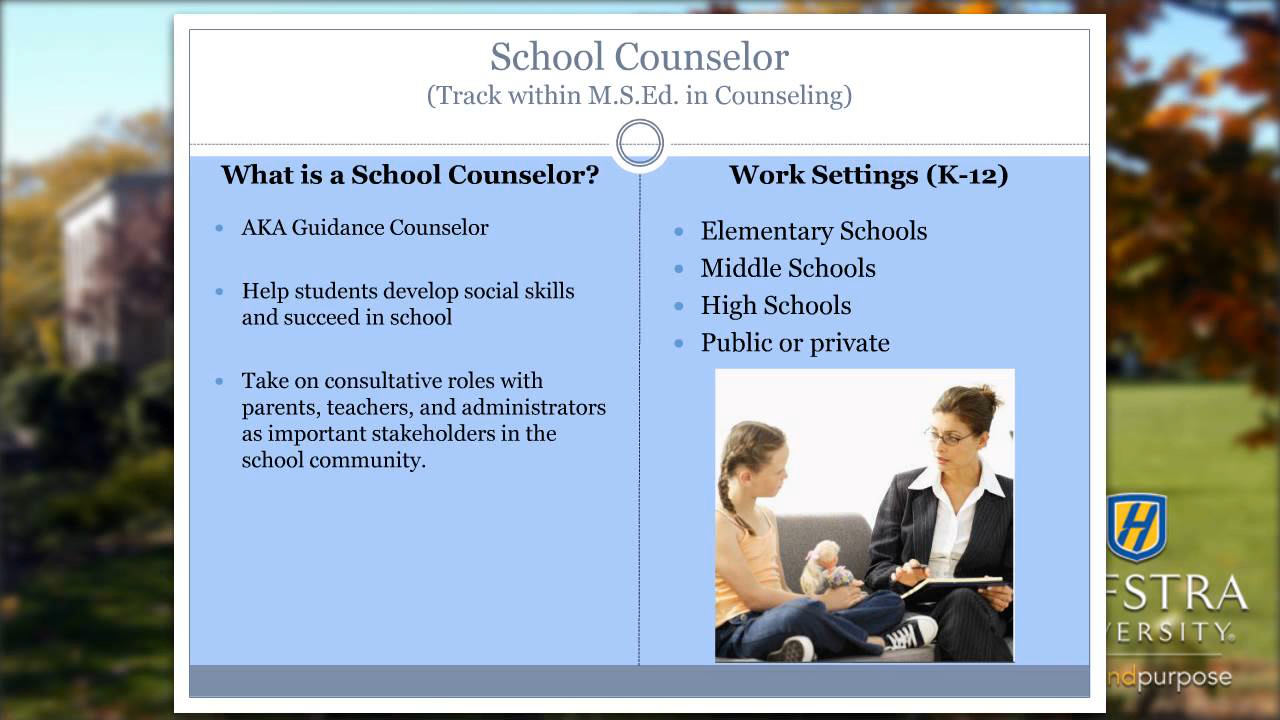 School Counselor
(Track within M.S.Ed. in Counseling)
What is a School Counselor?
AKA Guidance Counselor
Help students develop social skills
and succeed in school
Take on consultative roles with
parents, teachers, and administrators
as important stakeholders in the
school community.
Work Settings (K-12)
Elementary Schools
Middle Schools
High Schools
Public or private
H
FSTRA
VERSITY®
ndpurpose